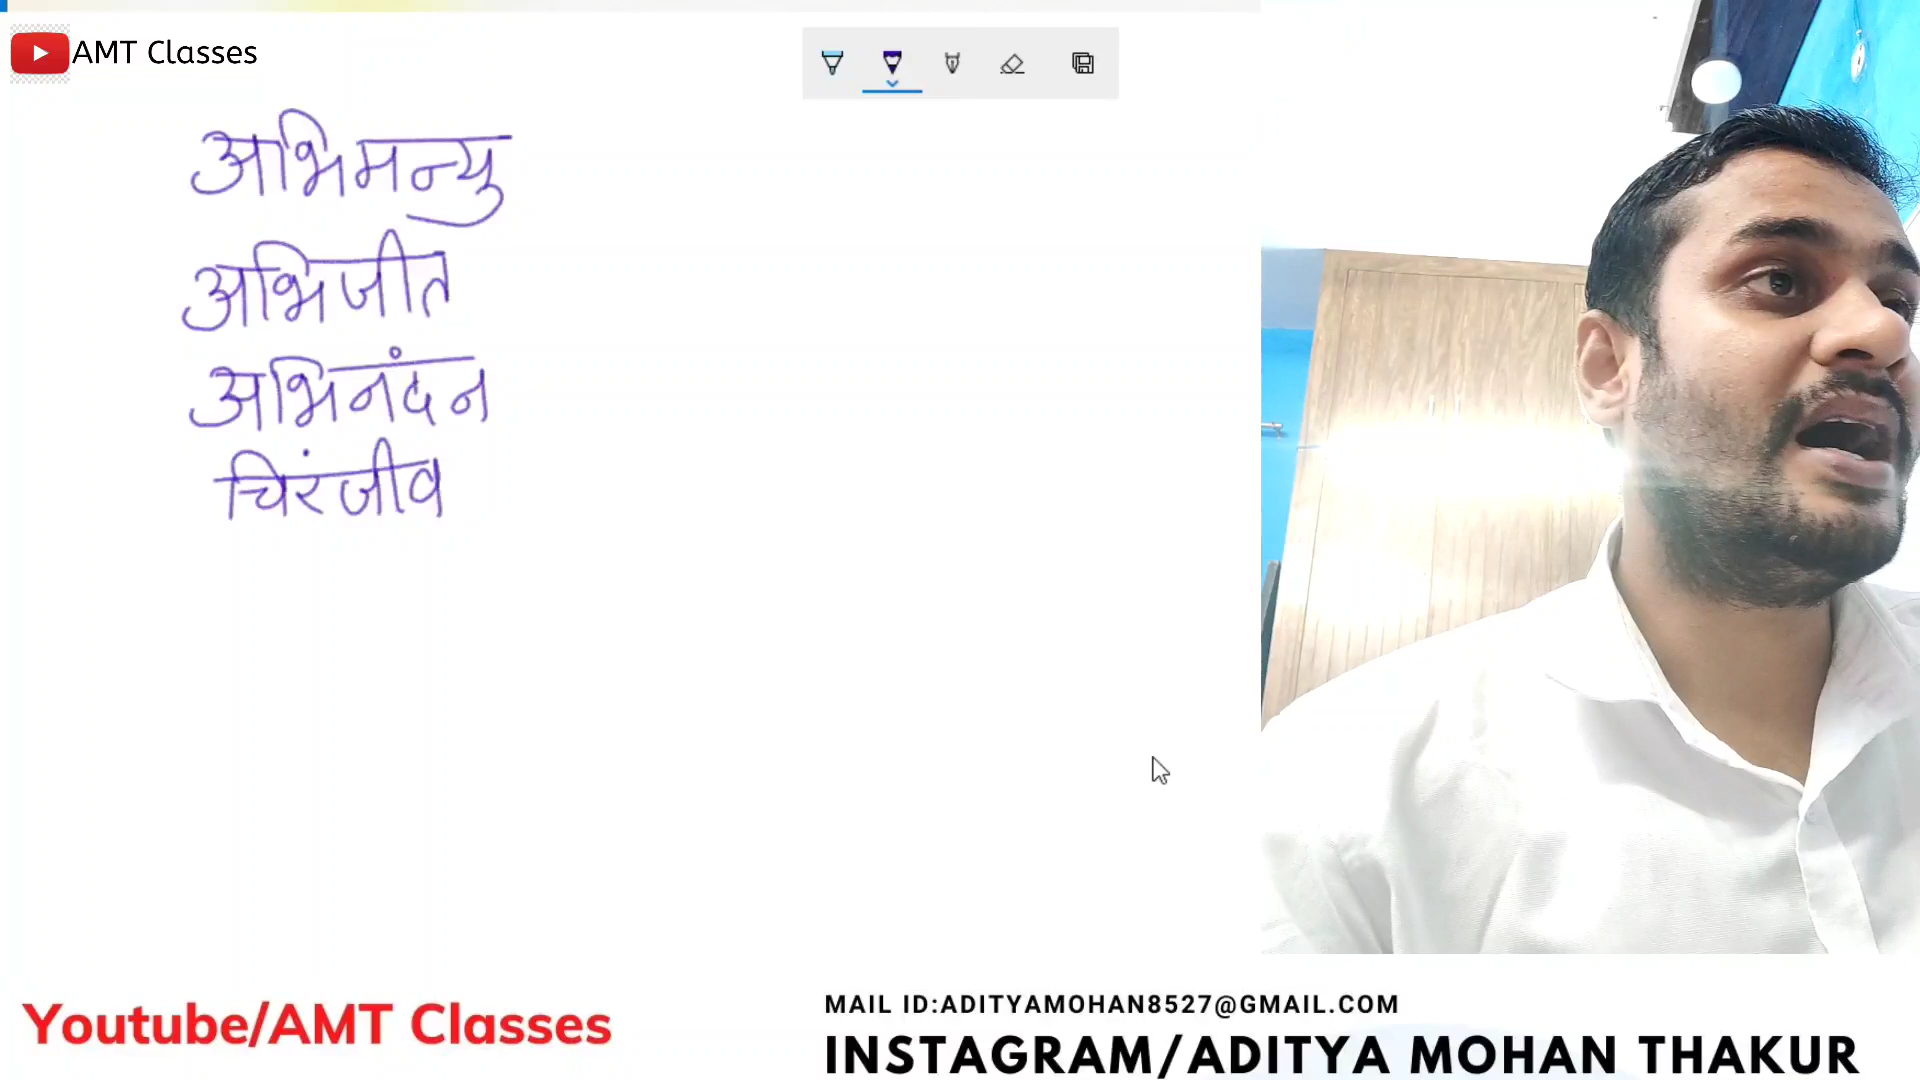 AMT Classes
अभिमन्यु
अभिजीत
अभिनंदन
चिरंजीव
Youtube/AMT Classes
MAIL ID:ADITYAMOHAN8527@GMAIL.COM
INSTAGRAM/ADITYA MOHAN THAKUR